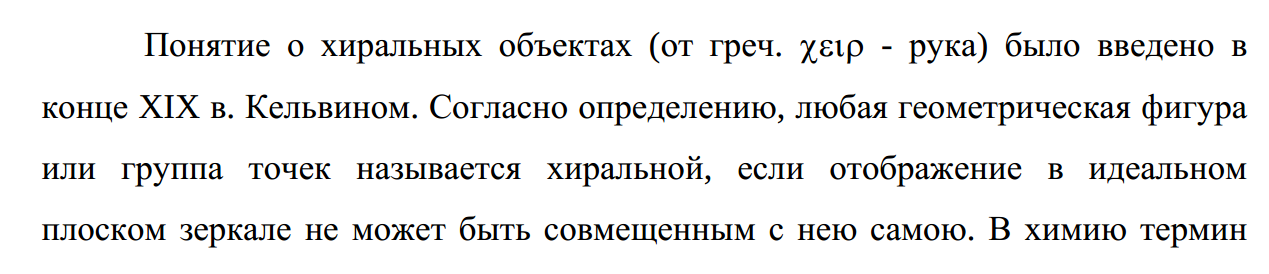 Понятие о хиральных объектах (от греч. χειρ - рука) было введено в
конце XIX в. Кельвином. Согласно определению, любая геометрическая фигура
или группа точек называется хиральной, если отображение в идеальном
плоском зеркале не может быть совмещенным с нею самою. В химию термин